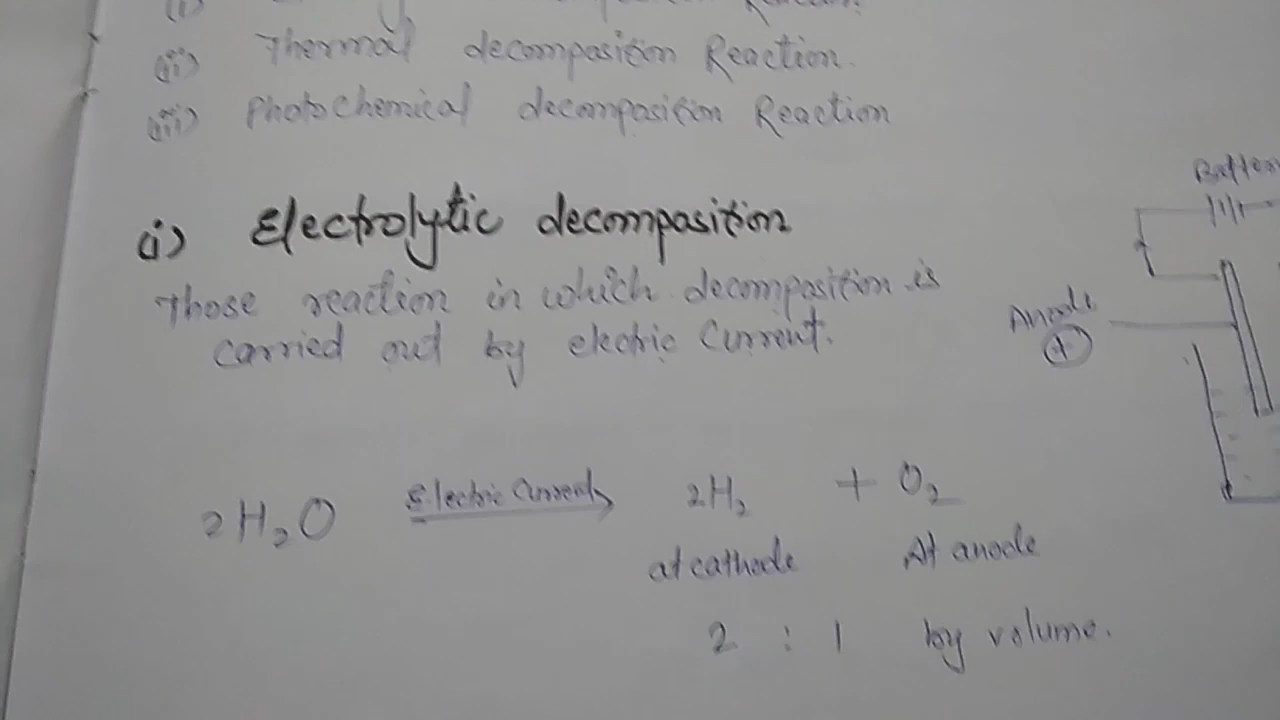 (i)
Reaction
(ii) Thermal decomposition Reaction.
(iii) Photochemical decomposition Reaction
(i) Electrolytic decomposition
Those reaction in which decomposition is
carried out by electric current.
2H₂O Electric Current → 2H₂ + O₂
at cathode At anode
2 : 1 by volume.
Anode
+